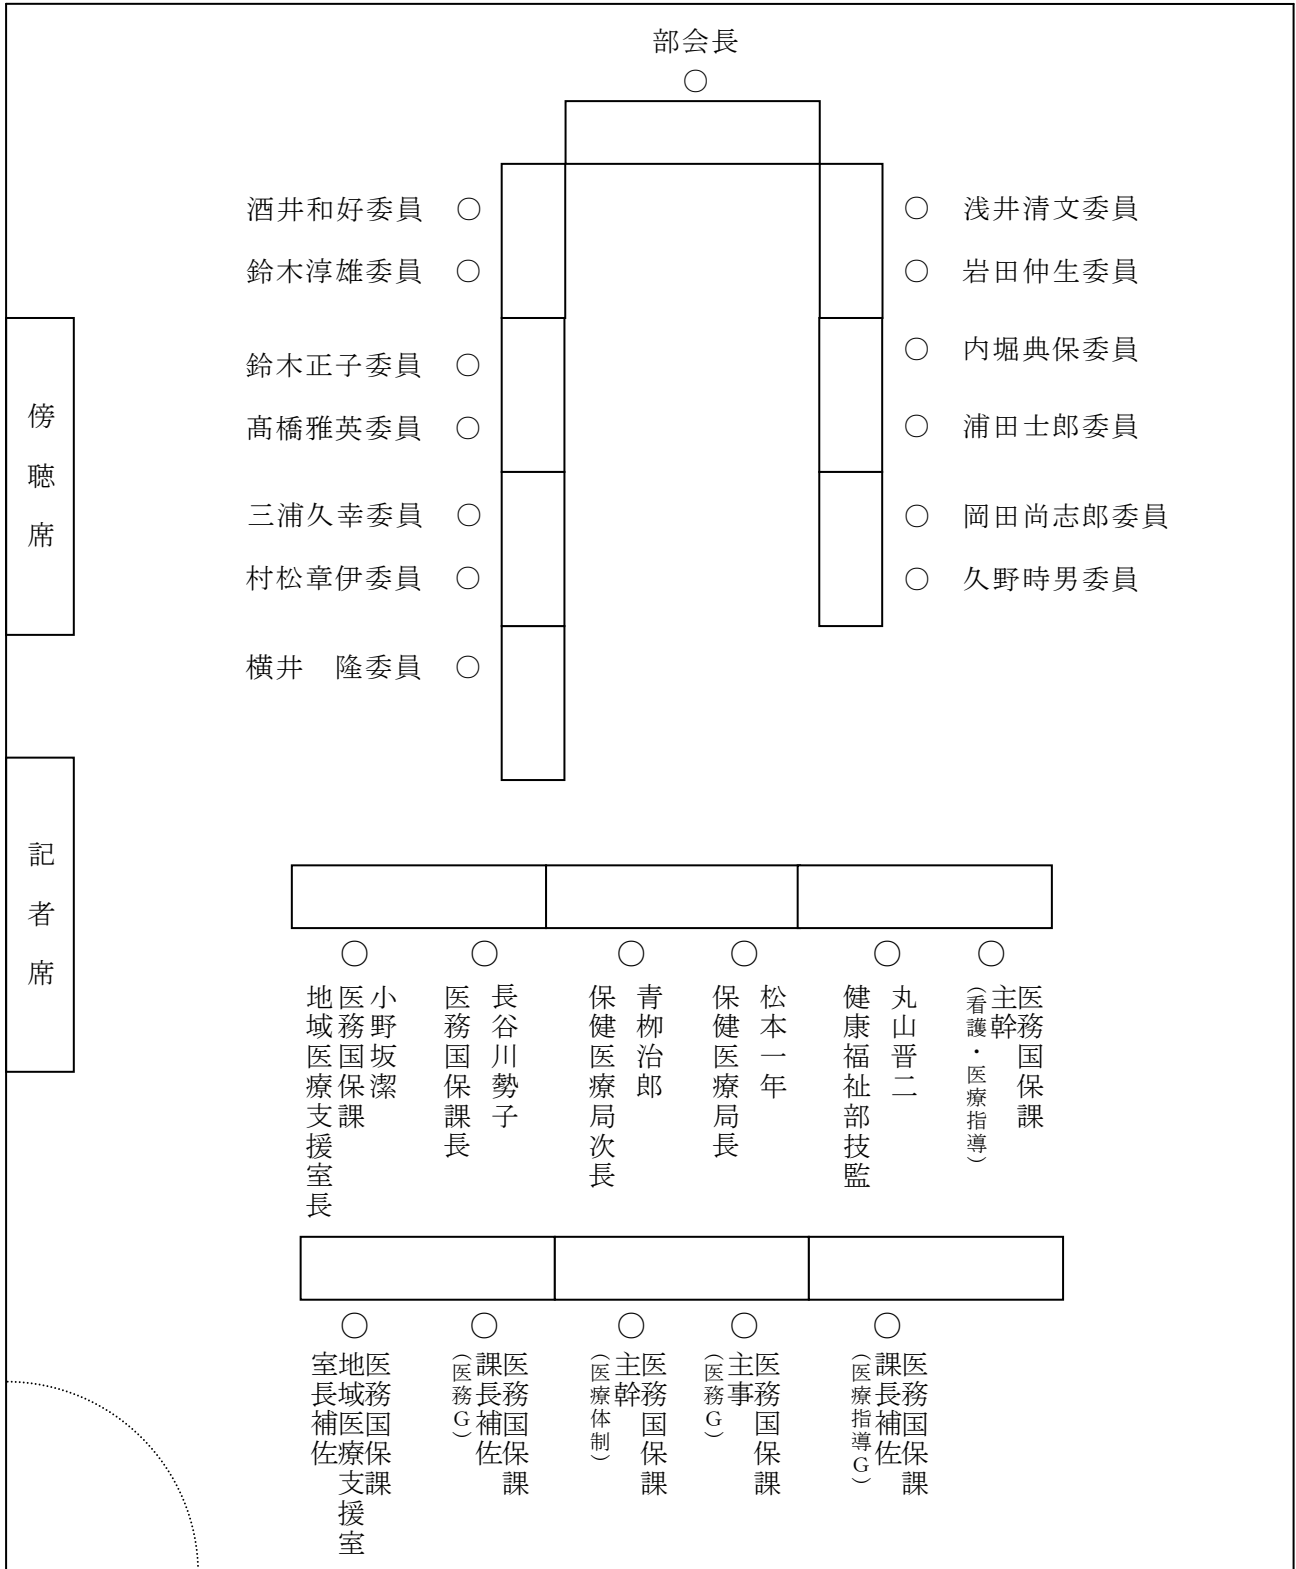 部会長
酒井和好委員
鈴木淳雄委員
鈴木正子委員
髙橋雅英委員
三浦久幸委員
村松章伊委員
横井　隆委員
浅井清文委員
岩田仲生委員
内堀典保委員
浦田士郎委員
岡田尚志郎委員
久野時男委員
傍聴席
記者席
小野坂潔
医務国保課
地域医療支援室長
長谷川勢子
医務国保課長
青栁治郎
保健医療局次長
松本一年
保健医療局長
丸山晋二
健康福祉部技監
医務国保課
主幹
（看護・医療指導）
医務国保課
地域医療支援室
室長補佐
医務国保課
課長補佐
（医務G）
医務国保課
主幹
（医療体制）
医務国保課
主事
（医務G）
医務国保課
課長補佐
（医療指導G）